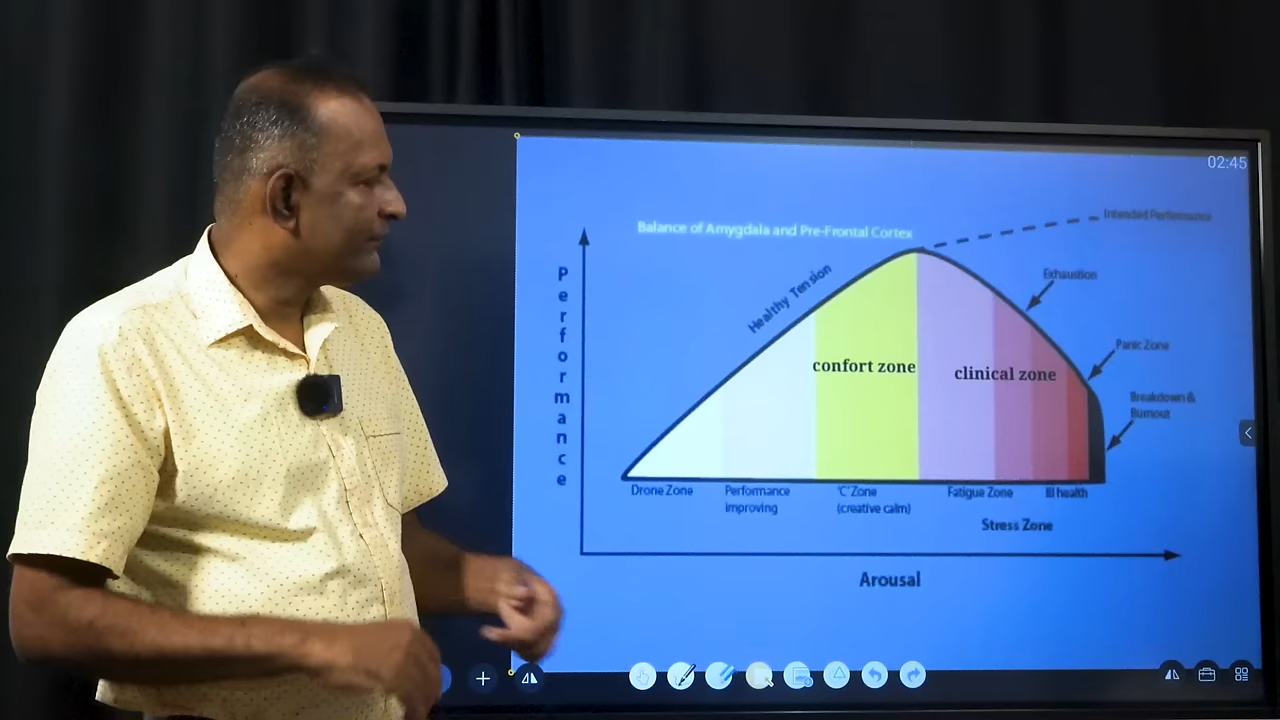 02:45
Intended Performance
Balance of Amygdala and Pre-Frontal Cortex
Healthy Tension
Exhaustion
Performance
Panic Zone
confort zone
clinical zone
Breakdown &
Burnout
Drone Zone
Performance
improving
'C'Zone
(creative calm)
Fatigue Zone
Ill health
Stress Zone
Arousal